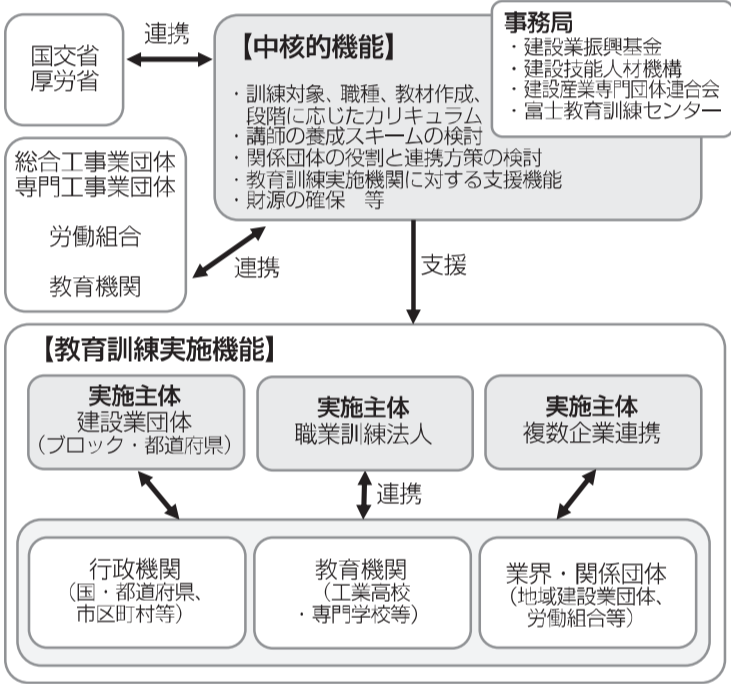 国交省
厚労省
連携
【中核的機能】
・訓練対象、職種、教材作成、
段階に応じたカリキュラム
・講師の養成スキームの検討
・関係団体の役割と連携方策の検討
・教育訓練実施機関に対する支援機能
・財源の確保　等
事務局
・建設業振興基金
・建設技能人材機構
・建設産業専門団体連合会
・富士教育訓練センター
総合工事業団体
専門工事業団体
労働組合
教育機関
連携
支援
【教育訓練実施機能】
実施主体
建設業団体
（ブロック・都道府県）
実施主体
職業訓練法人
実施主体
複数企業連携
連携
行政機関
（国・都道府県、
市区町村等）
教育機関
（工業高校
・専門学校等）
業界・関係団体
（地域建設業団体、
労働組合等）